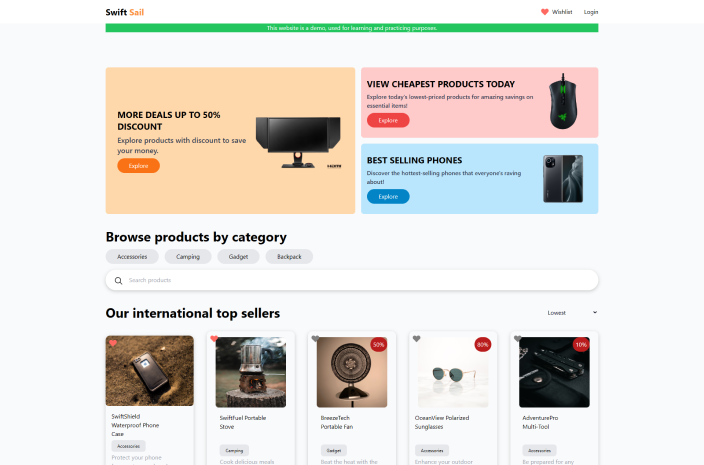 Swift Sail
Wishlist
Login
This website is a demo, used for learning and practicing purposes.
MORE DEALS UP TO 50%
DISCOUNT
Explore products with discount to save
your money.
Explore
HDMI
VIEW CHEAPEST PRODUCTS TODAY
Explore today's lowest-priced products for amazing savings on
essential items!
Explore
BEST SELLING PHONES
Discover the hottest-selling phones that everyone's raving
about!
Explore
Browse products by category
Accessories
Camping
Gadget
Backpack
Search products
Our international top sellers
Lowest
SwiftShield
Waterproof Phone
Case
Accessories
Protect your phone
SwiftFuel Portable
Stove
Camping
Cook delicious meals
50%
BreezeTech
Portable Fan
Gadget
Beat the heat with the
80%
OceanView Polarized
Sunglasses
Accessories
Enhance your outdoor
10%
AdventurePro
Multi-Tool
Accessories
Be prepared for any